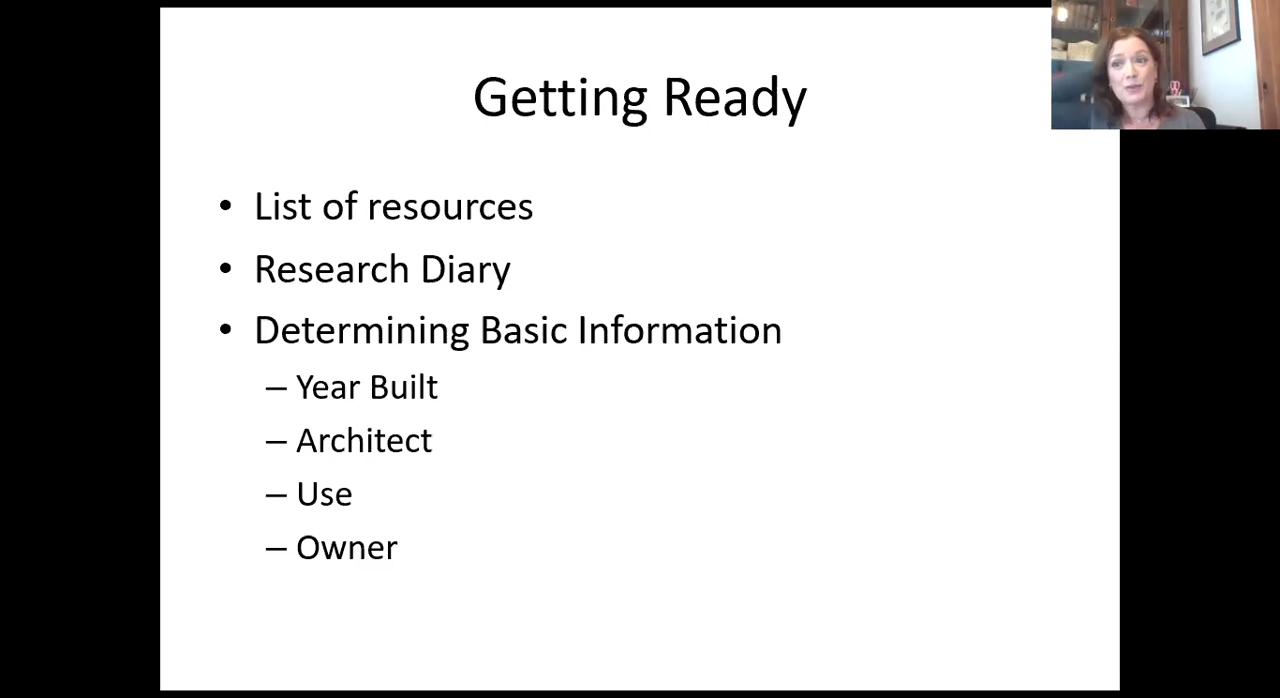 Getting Ready
• List of resources
• Research Diary
• Determining Basic Information
– Year Built
– Architect
– Use
– Owner